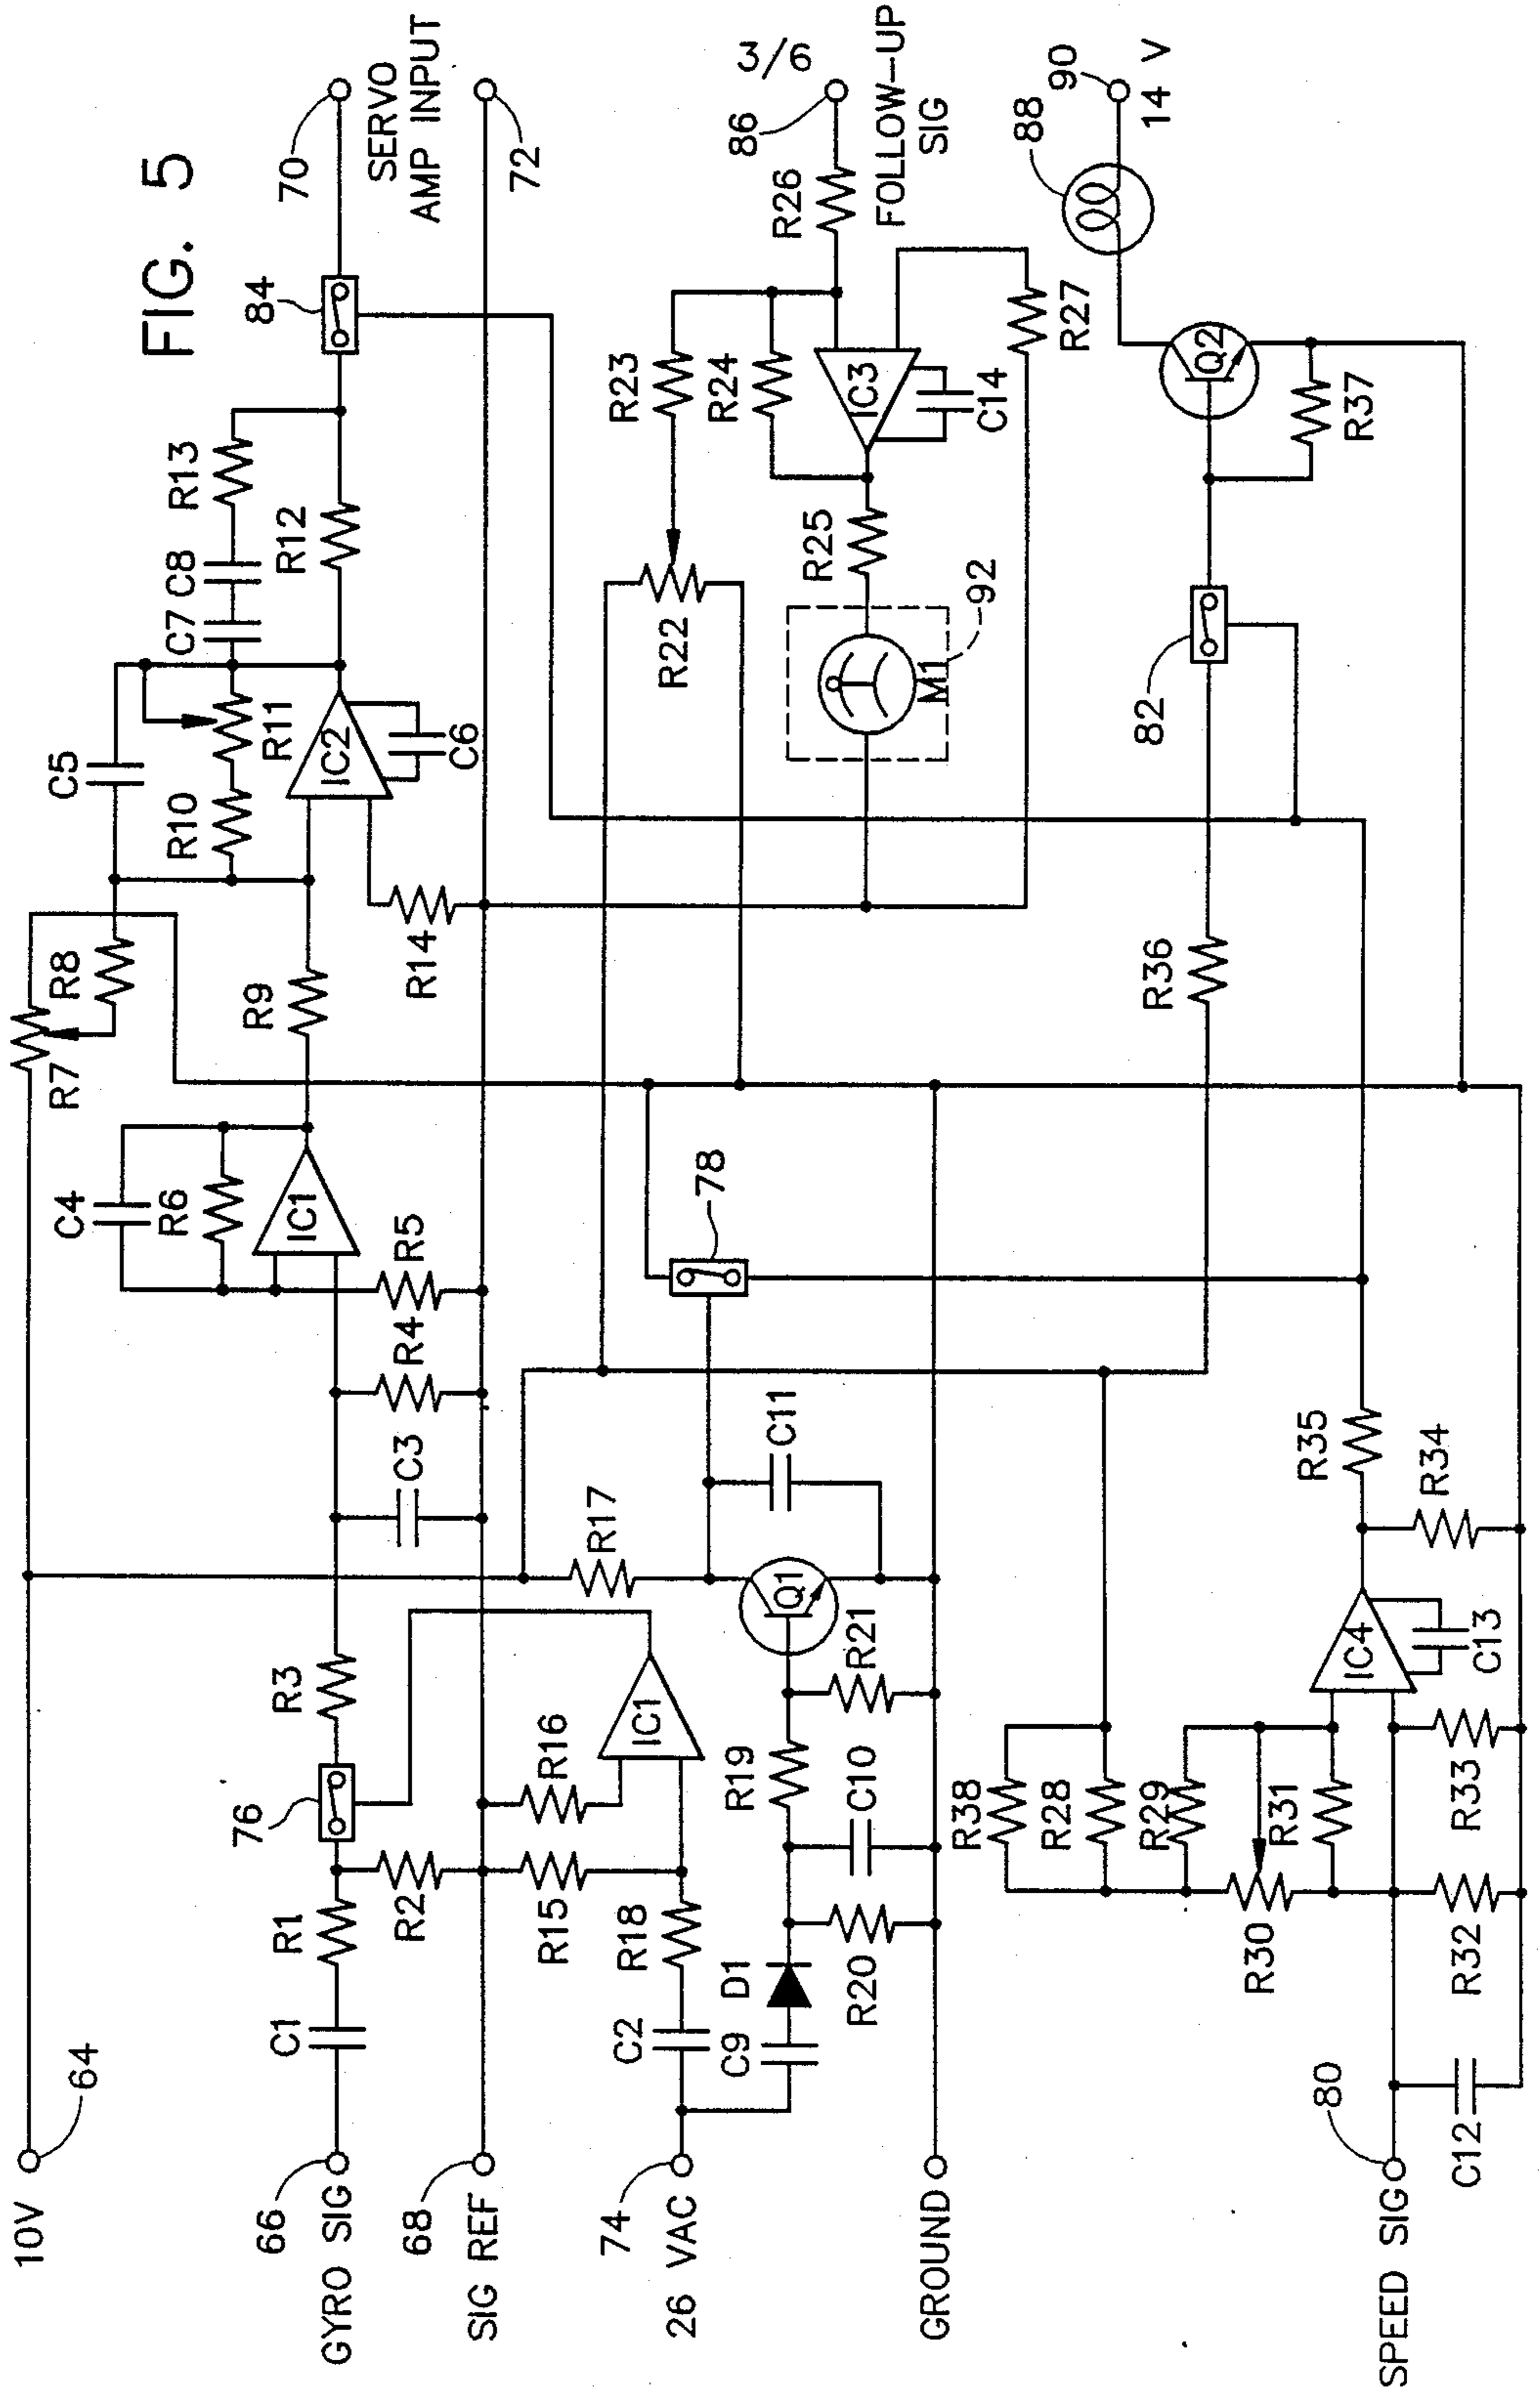 FIG. 5
10V
64
R7
R8
C5
C4
R6
R10
R11
C7
C8
R13
84
70
SERVO
AMP INPUT
72
66
GYRO SIG
C1
R1
76
R3
IC1
R9
IC2
R12
C6
R2
C3
R4
R5
R14
68
SIG REF
R15
R16
R17
78
R22
R23
R24
R26
3/6
86
FOLLOW-UP
SIG
74
26 VAC
C2
R18
IC1
C9
D1
R19
Q1
C11
M1
92
R25
IC3
C14
R27
R20
C10
R21
GROUND
R38
R28
R29
R30
R31
R36
82
Q2
R37
88
90
14 V
80
SPEED SIG
C12
R32
R33
IC4
C13
R35
R34